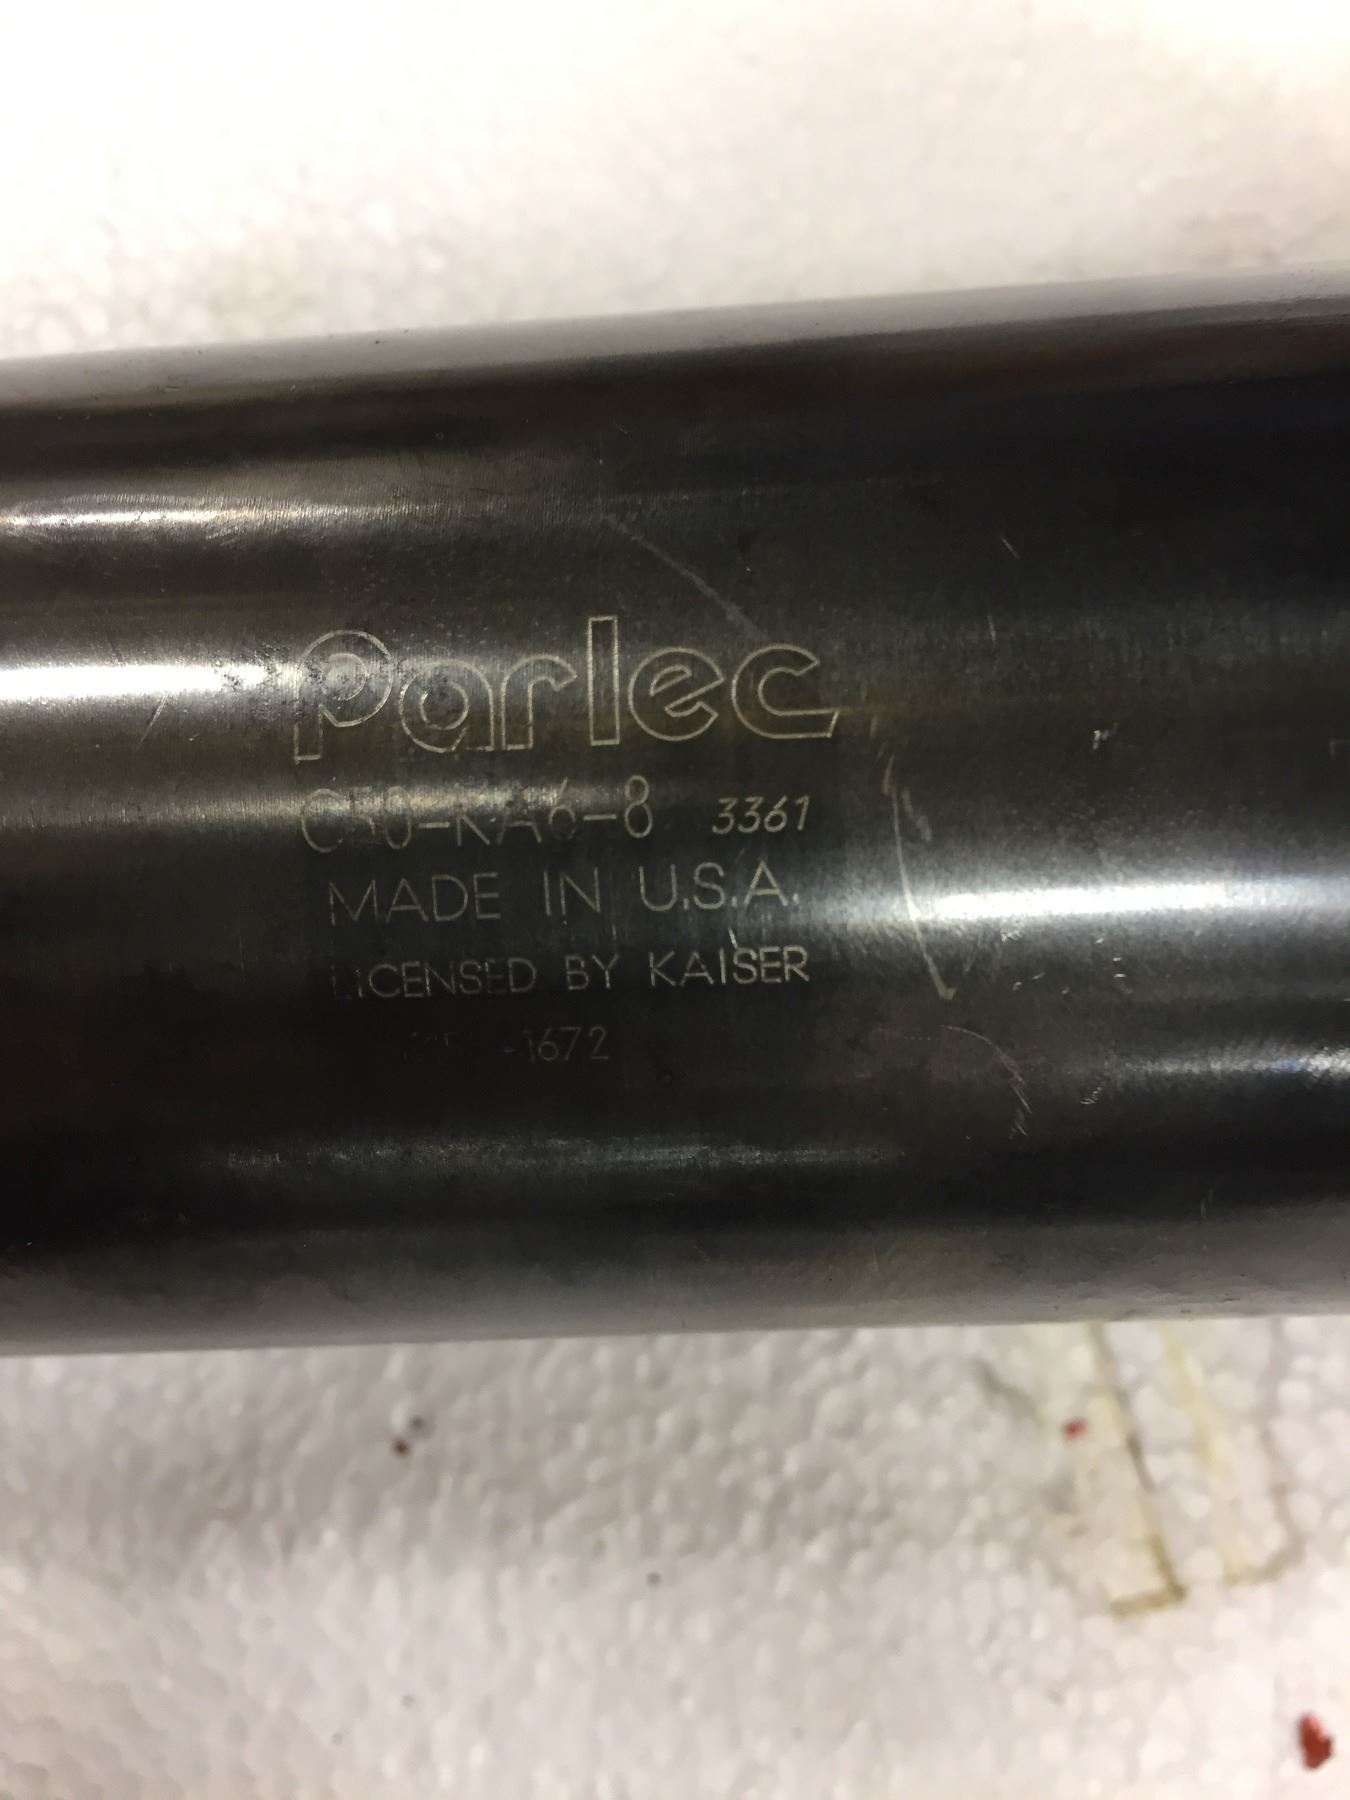 Parlec
C50-KA6-8 3361
MADE IN U.S.A.
LICENSED BY KAISER